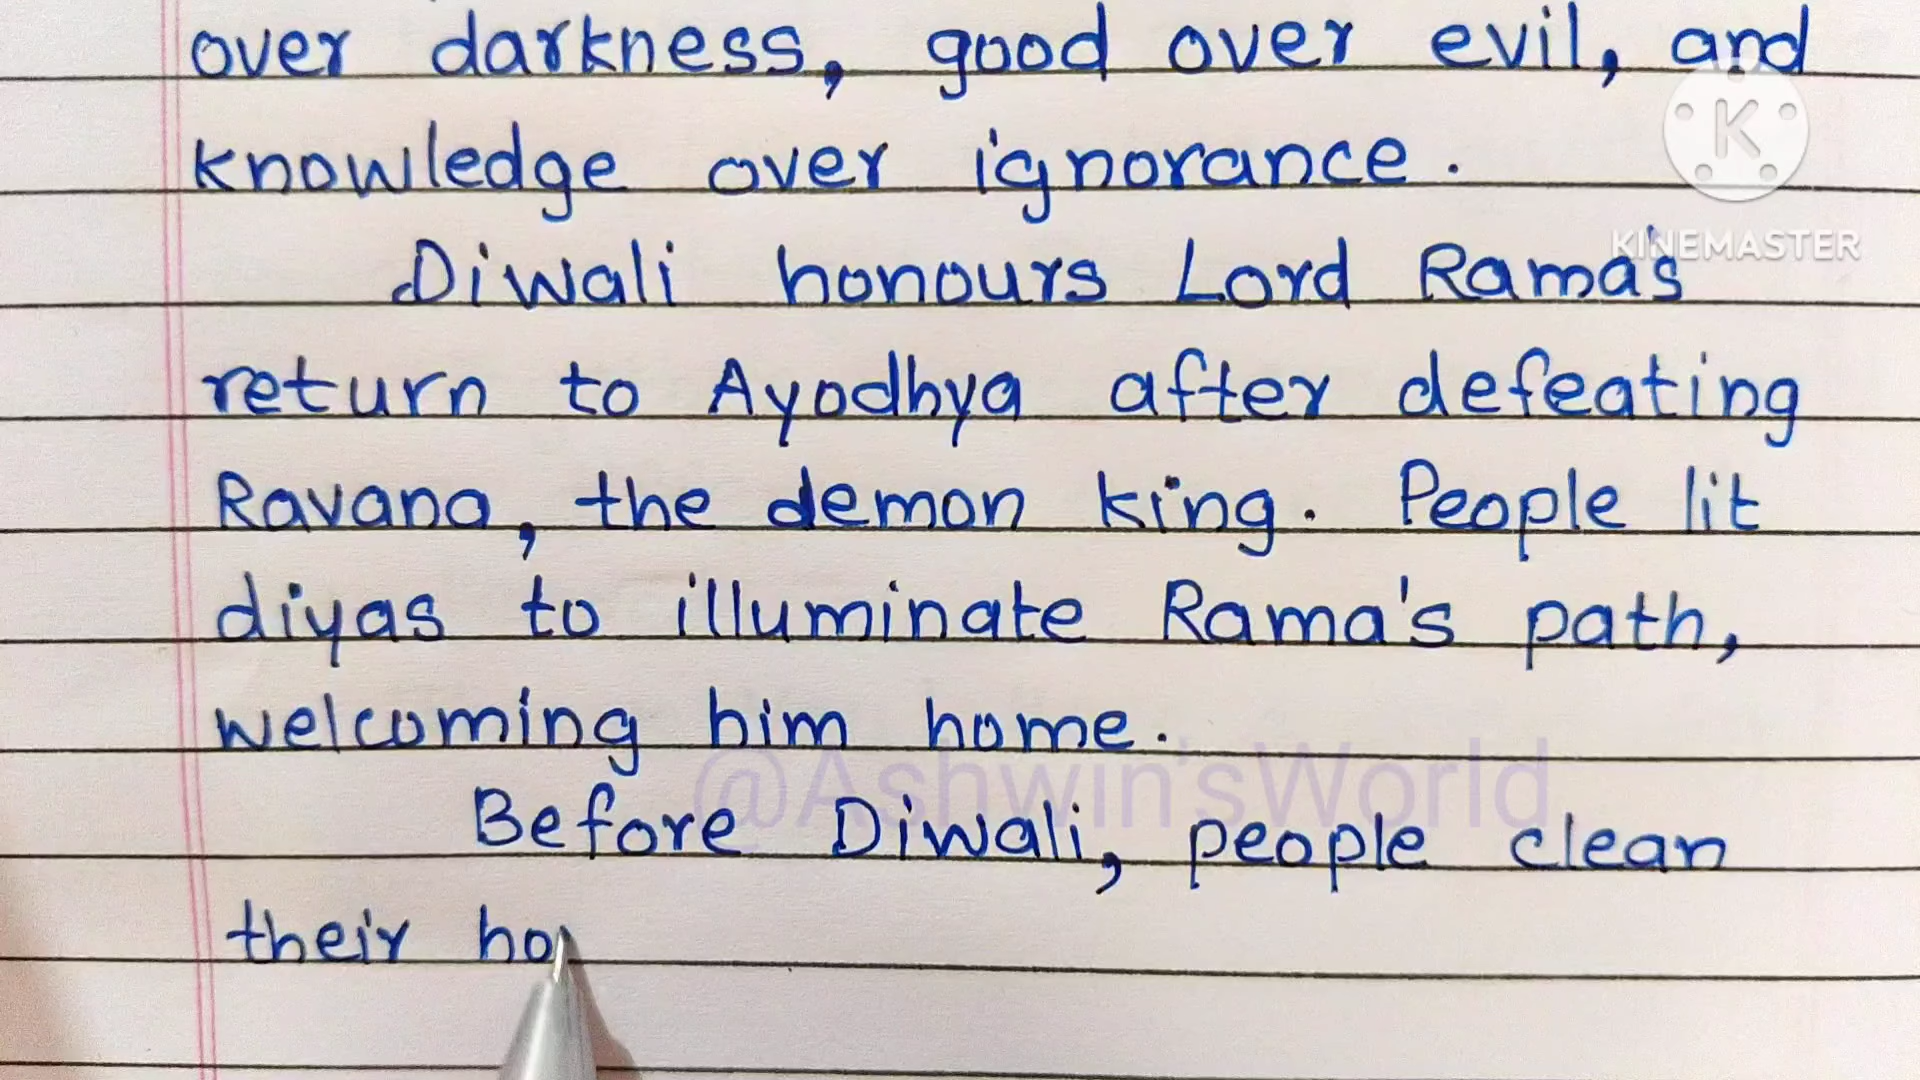 over darkness, good over evil, and
knowledge over ignorance.
Diwali honours Lord Rama's
return to Ayodhya after defeating
Ravana, the demon king. People lit
diyas to illuminate Rama's path,
welcoming him home.
Before Diwali, people clean
their ho
K
KINEMASTER
@Ashwin'sWorld